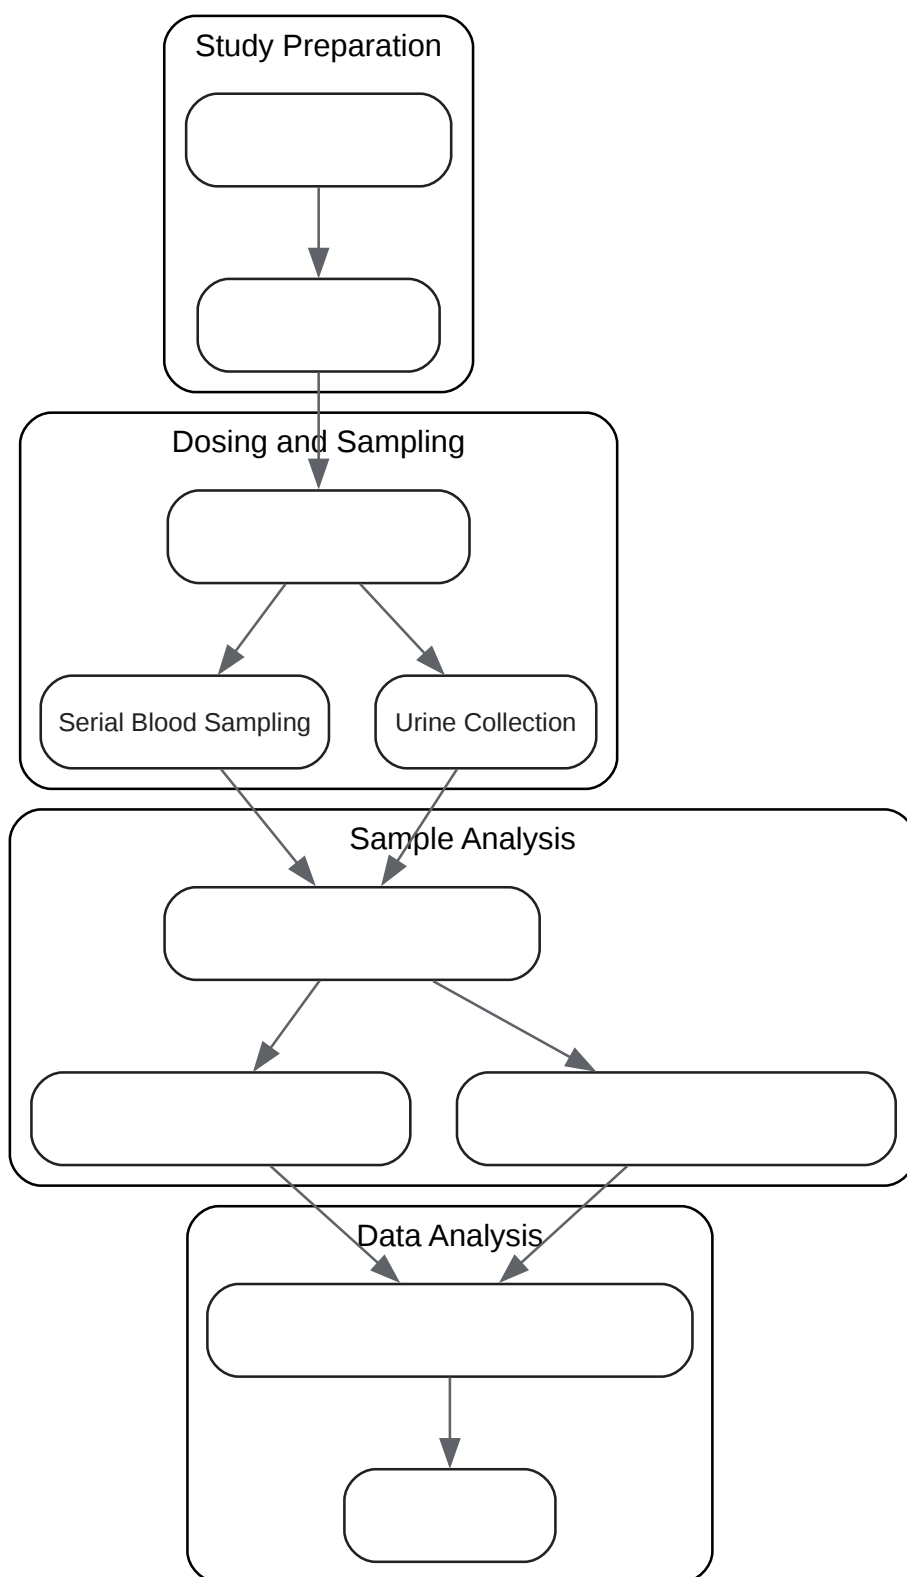 Study Preparation
Dosing and Sampling
Serial Blood Sampling
Urine Collection
Sample Analysis
Data Analysis